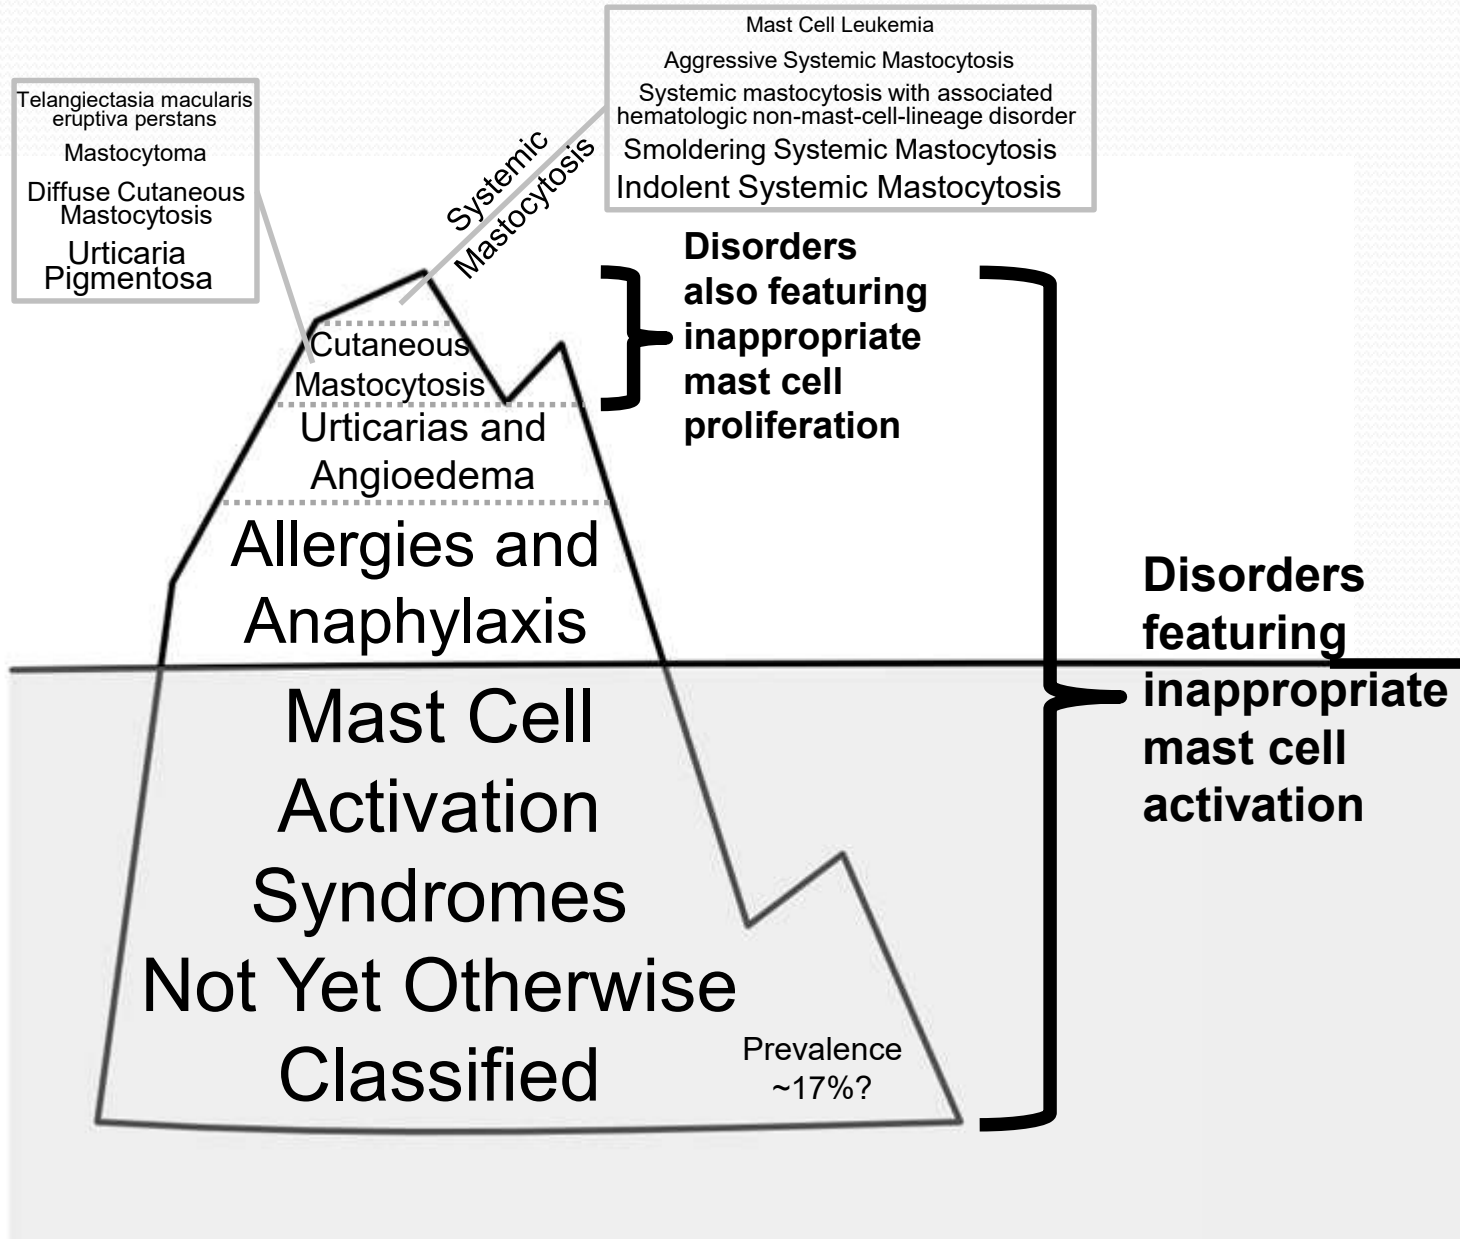 Mast Cell Leukemia
Aggressive Systemic Mastocytosis
Systemic mastocytosis with associated
hematologic non-mast-cell-lineage disorder
Smoldering Systemic Mastocytosis
Indolent Systemic Mastocytosis
Telangiectasia macularis
eruptiva perstans
Mastocytoma
Diffuse Cutaneous
Mastocytosis
Urticaria
Pigmentosa
Systemic
Mastocytosis
Disorders
also featuring
inappropriate
mast cell
proliferation
Cutaneous
Mastocytosis
Urticarias and
Angioedema
Allergies and
Anaphylaxis
Disorders
featuring
inappropriate
mast cell
activation
Mast Cell
Activation
Syndromes
Not Yet Otherwise
Classified
Prevalence
~17%?